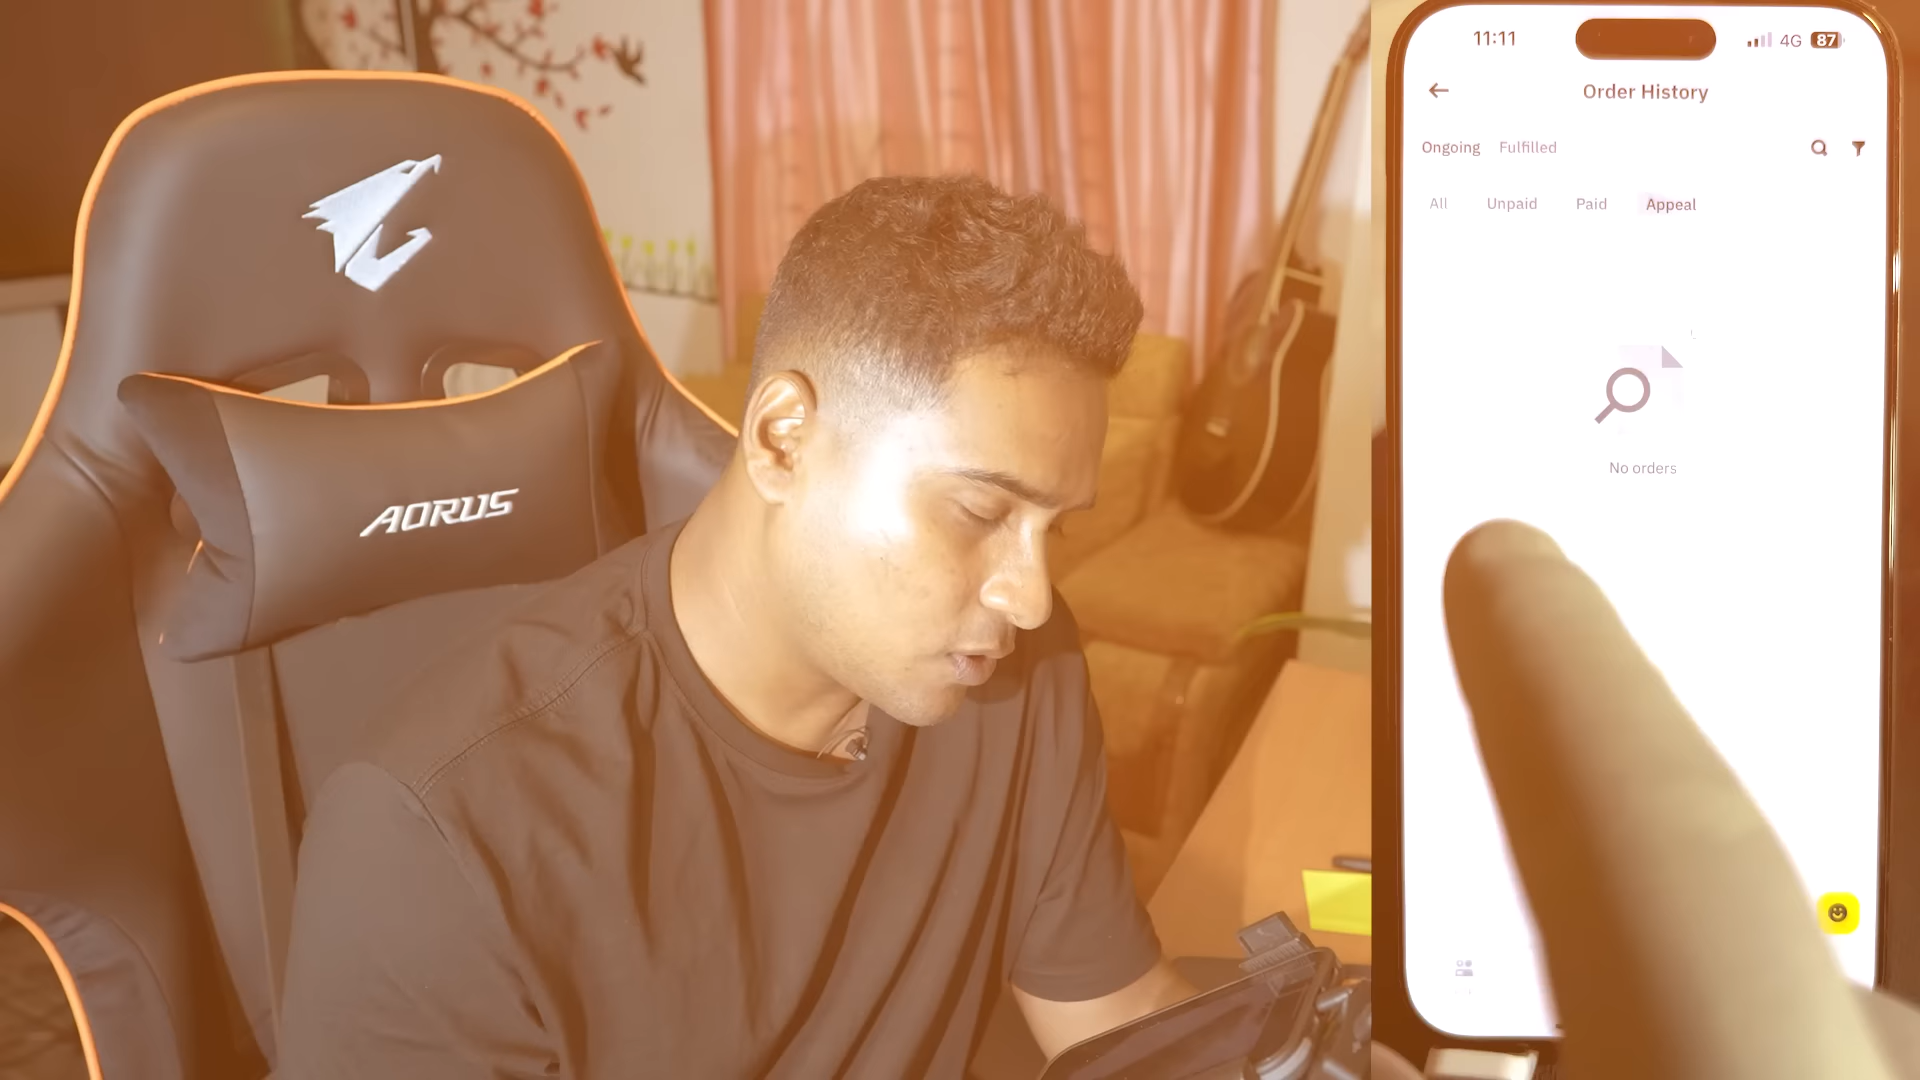 AORUS
11:11
4G 87
Order History
Ongoing Fulfilled
All Unpaid Paid Appeal
No orders